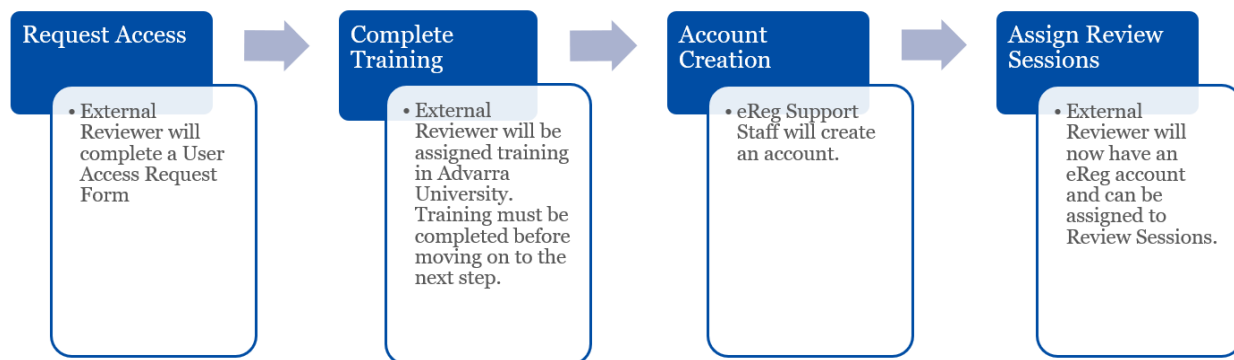 Request Access
• External
Reviewer will
complete a User
Access Request
Form
Complete
Training
• External
Reviewer will be
assigned training
in Advarra
University.
Training must be
completed before
moving on to the
next step.
Account
Creation
• eReg Support
Staff will create
an account.
Assign Review
Sessions
• External
Reviewer will
now have an
eReg account
and can be
assigned to
Review Sessions.